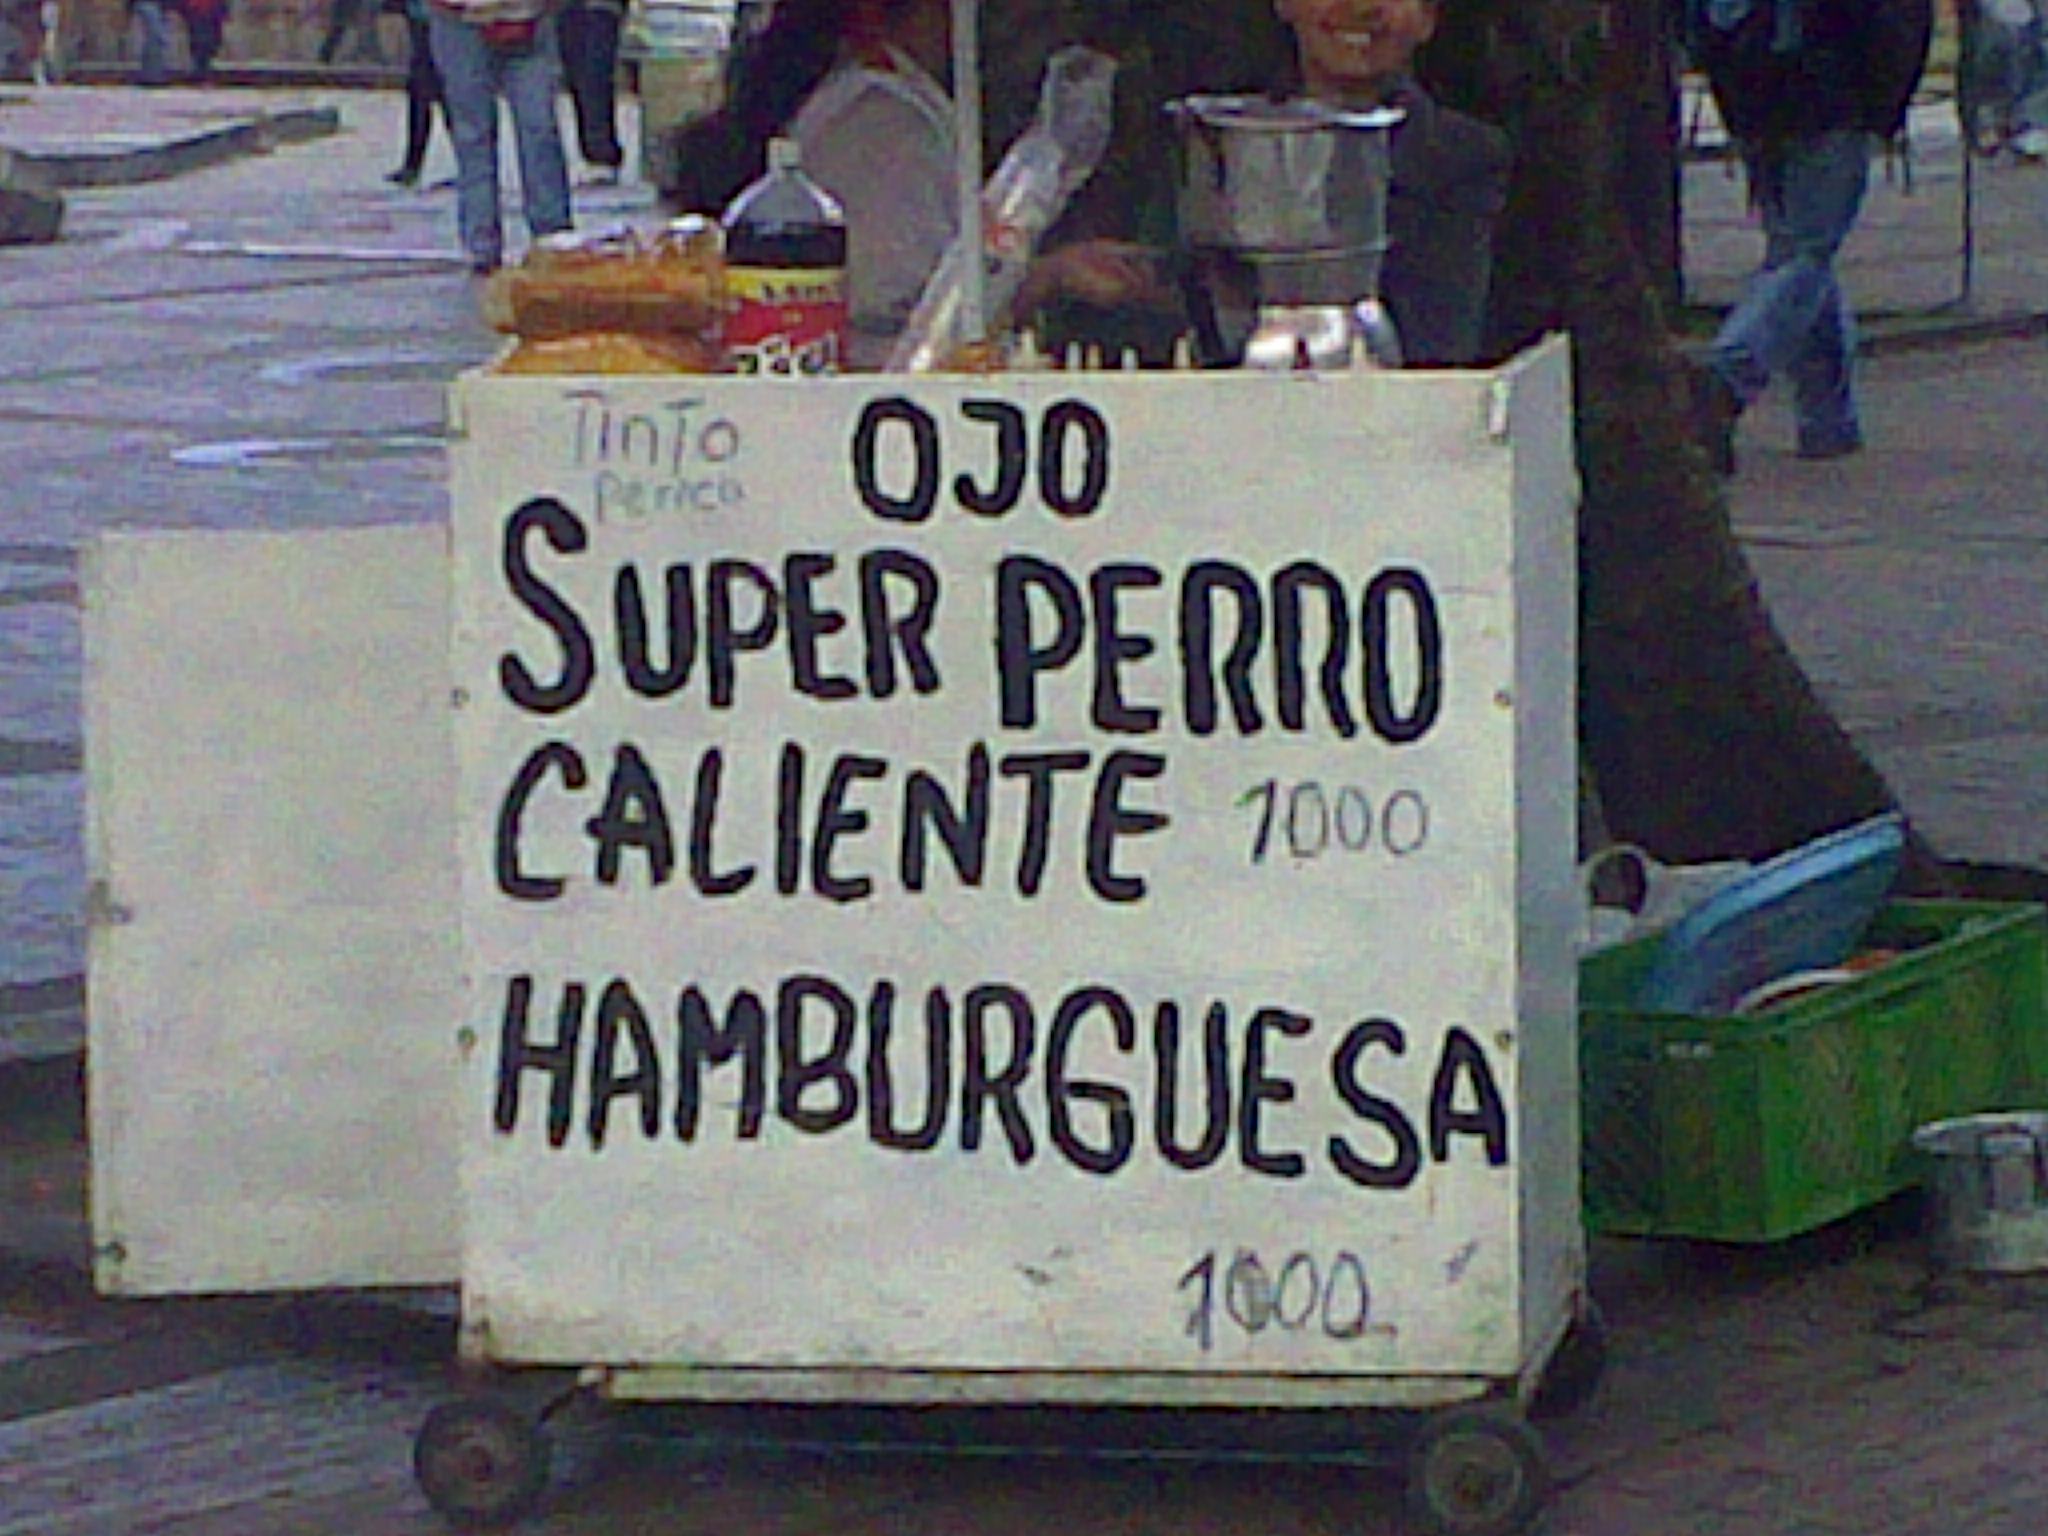 TinTo
Perico
OJO
SUPER PERRO
CALIENTE 1000
HAMBURGUESA
1000